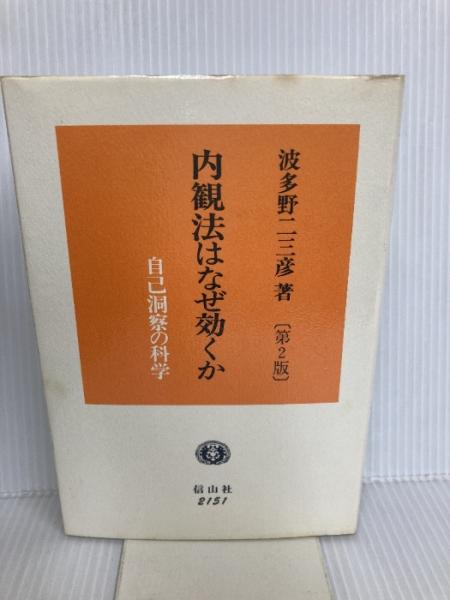 波多野二三彦 著
〔第2版〕
内観法はなぜ効くか
自己洞察の科学
信山社
2151